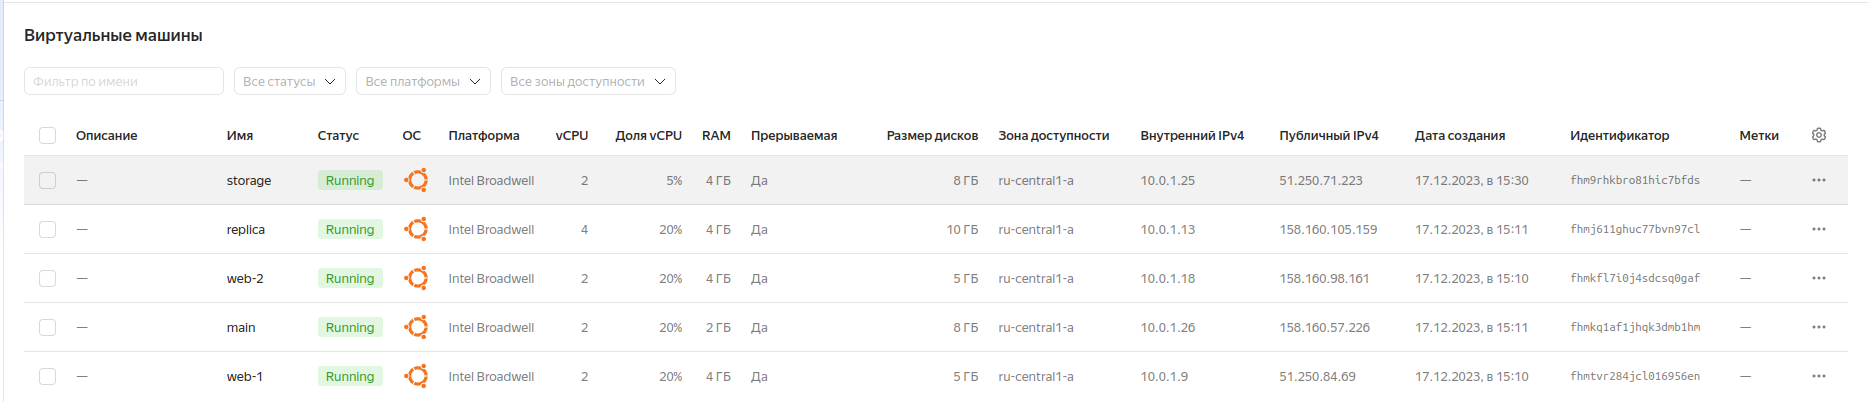 Виртуальные машины
Фильтр по имени Все статусы Все платформы Все зоны доступности
Описание Имя Статус ОС Платформа vCPU Доля vCPU RAM Прерываемая Размер дисков Зона доступности Внутренний IPv4 Публичный IPv4 Дата создания Идентификатор Метки
— storage Running Intel Broadwell 2 5% 4 ГБ Да 8 ГБ ru-central1-a 10.0.1.25 51.250.71.223 17.12.2023, в 15:30 fhm9rhkbro81hic7bfds —
— replica Running Intel Broadwell 4 20% 4 ГБ Да 10 ГБ ru-central1-a 10.0.1.13 158.160.105.159 17.12.2023, в 15:11 fhmj611ghuc77bvn97cl —
— web-2 Running Intel Broadwell 2 20% 4 ГБ Да 5 ГБ ru-central1-a 10.0.1.18 158.160.98.161 17.12.2023, в 15:10 fhmkfl7i0j4sdcsq0gaf —
— main Running Intel Broadwell 2 20% 2 ГБ Да 8 ГБ ru-central1-a 10.0.1.26 158.160.57.226 17.12.2023, в 15:11 fhmkq1af1jhqk3dmb1hm —
— web-1 Running Intel Broadwell 2 20% 4 ГБ Да 5 ГБ ru-central1-a 10.0.1.9 51.250.84.69 17.12.2023, в 15:10 fhmtvr284jcl016956en —